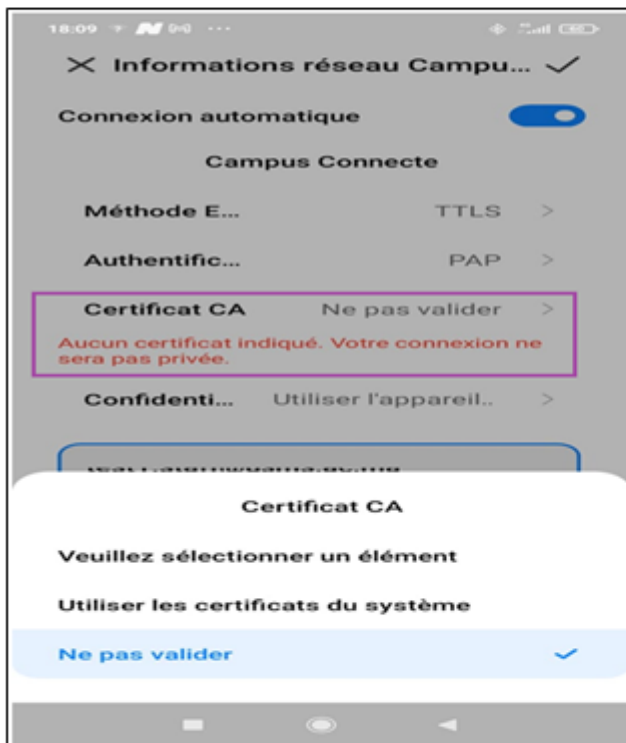 18:09
Informations réseau Campu...
Connexion automatique
Campus Connecte
Méthode E... TTLS
Authentific... PAP
Certificat CA Ne pas valider
Aucun certificat indiqué. Votre connexion ne
sera pas privée.
Confidenti... Utiliser l'appareil..
Certificat CA
Veuillez sélectionner un élément
Utiliser les certificats du système
Ne pas valider